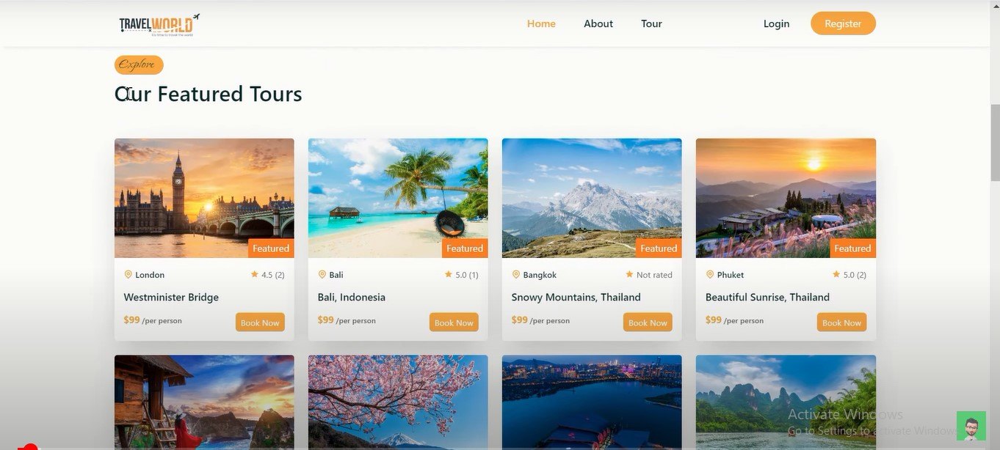 TRAVELWORLD
It's time to travel the world
Home
About
Tour
Login
Register
Explore
Our Featured Tours
Featured
Featured
Featured
Featured
London
4.5 (2)
Bali
5.0 (1)
Bangkok
Not rated
Phuket
5.0 (2)
Westminister Bridge
Bali, Indonesia
Snowy Mountains, Thailand
Beautiful Sunrise, Thailand
$99 /per person
Book Now
$99 /per person
Book Now
$99 /per person
Book Now
$99 /per person
Book Now
Activate Windows
Go to Settings to activate Windows